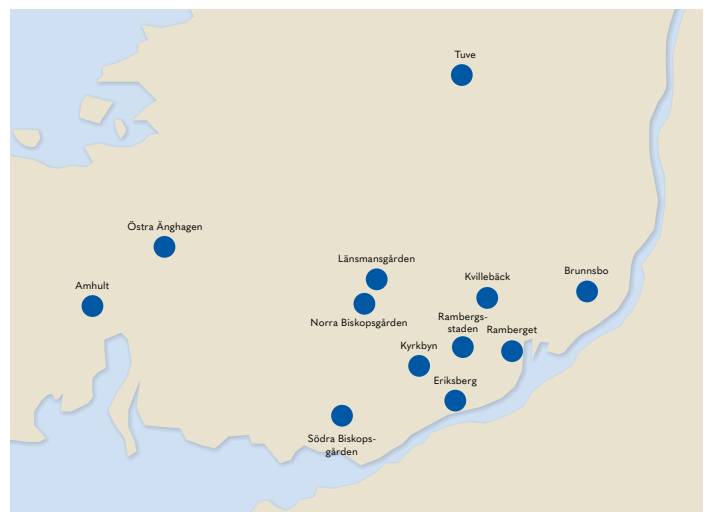 Tuve
Östra Änghagen
Länsmansgården
Brunnsbo
Kvillebäck
Amhult
Rambergs-
staden
Norra Biskopsgården
Ramberget
Kyrkbyn
Eriksberg
Södra Biskops-
gården